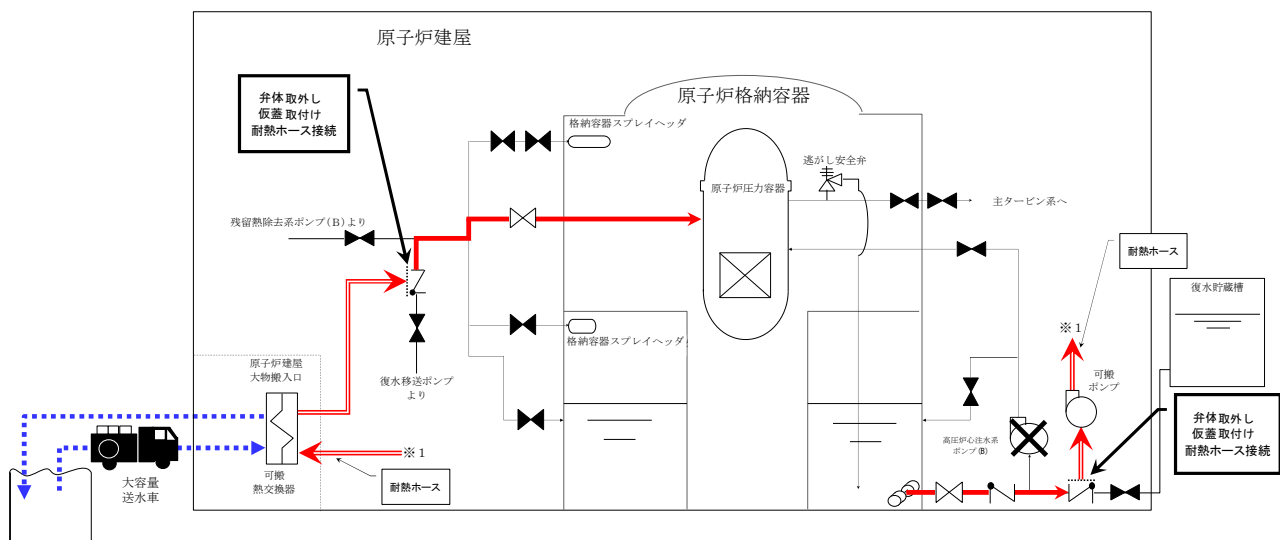 原子炉建屋
弁体取外し
仮蓋取付け
耐熱ホース接続
原子炉格納容器
格納容器スプレイヘッダ
逃がし安全弁
原子炉圧力容器
主タービン系へ
残留熱除去系ポンプ(B)より
耐熱ホース
復水貯蔵槽
※1
格納容器スプレイヘッダ
原子炉建屋
大物搬入口
復水移送ポンプ
より
可搬
ポンプ
弁体取外し
仮蓋取付け
耐熱ホース接続
高圧炉心注水系
ポンプ(B)
※1
大容量
送水車
可搬
熱交換器
耐熱ホース